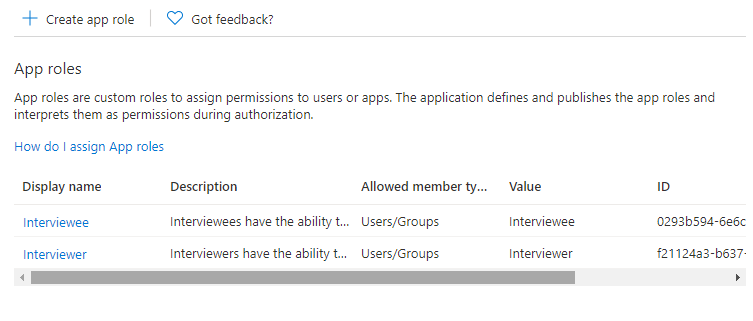 Create app role Got feedback?
App roles
App roles are custom roles to assign permissions to users or apps. The application defines and publishes the app roles and
interprets them as permissions during authorization.
How do I assign App roles
Display name Description Allowed member ty... Value ID
Interviewee Interviewees have the ability t... Users/Groups Interviewee 0293b594-6e6c
Interviewer Interviewers have the ability t... Users/Groups Interviewer f21124a3-b637-